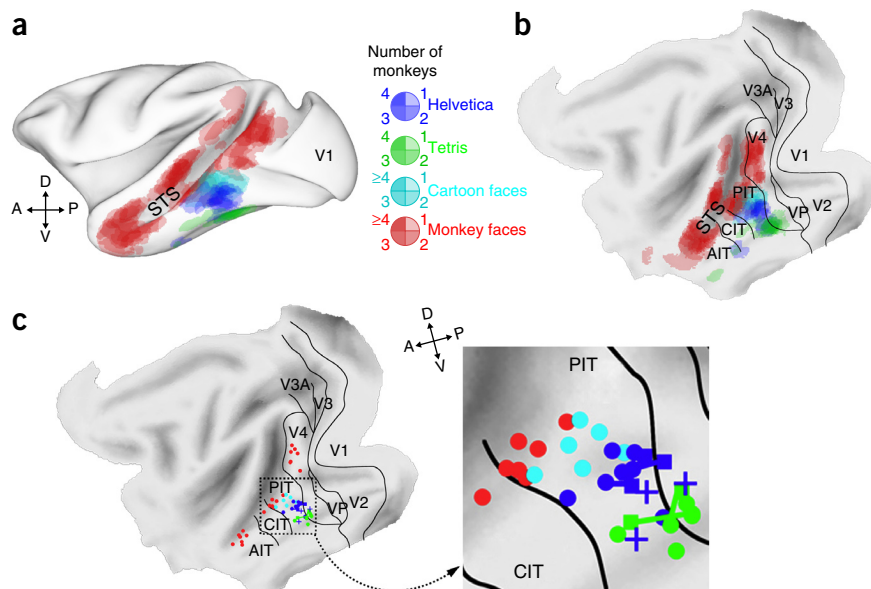 a
Number of
monkeys
4 1
3 2
Helvetica
4 1
3 2
Tetris
≥4 1
3 2
Cartoon faces
≥4 1
3 2
Monkey faces
D
A P
V
STS
V1
b
V3A
V3
V4
V1
PIT
VP
V2
STS
CIT
AIT
c
D
A P
V
V3A
V3
V4
V1
PIT
VP
V2
CIT
AIT
PIT
CIT